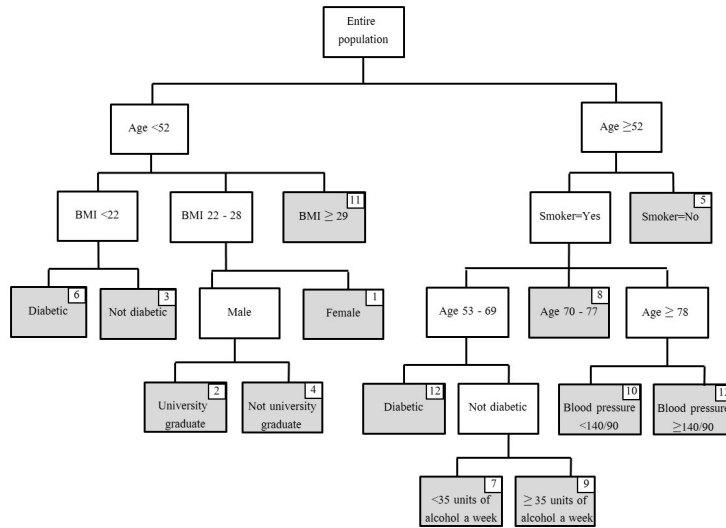 Entire
population
Age <52
Age ≥52
11
5
BMI <22
BMI 22 - 28
BMI ≥ 29
Smoker=Yes
Smoker=No
6
3
1
8
Diabetic
Not diabetic
Male
Female
Age 53 - 69
Age 70 - 77
Age ≥ 78
2
4
12
10
University
graduate
Not university
graduate
Diabetic
Not diabetic
Blood pressure
<140/90
Blood pressure
≥140/90
7
9
<35 units of
alcohol a week
≥ 35 units of
alcohol a week